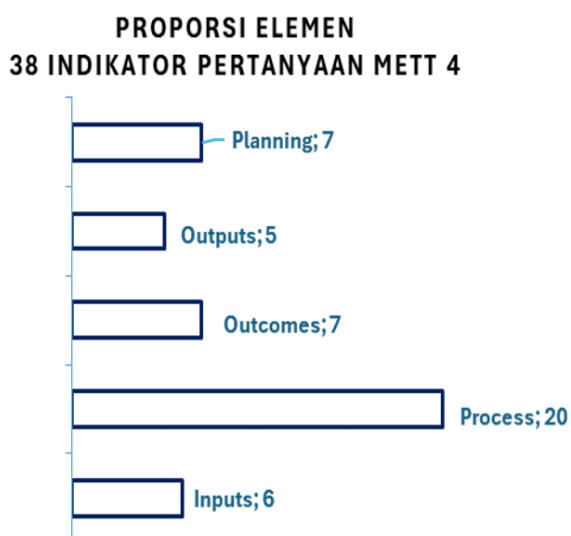 PROPORSI ELEMEN
38 INDIKATOR PERTANYAAN METT 4
Planning; 7
Outputs; 5
Outcomes; 7
Process; 20
Inputs; 6